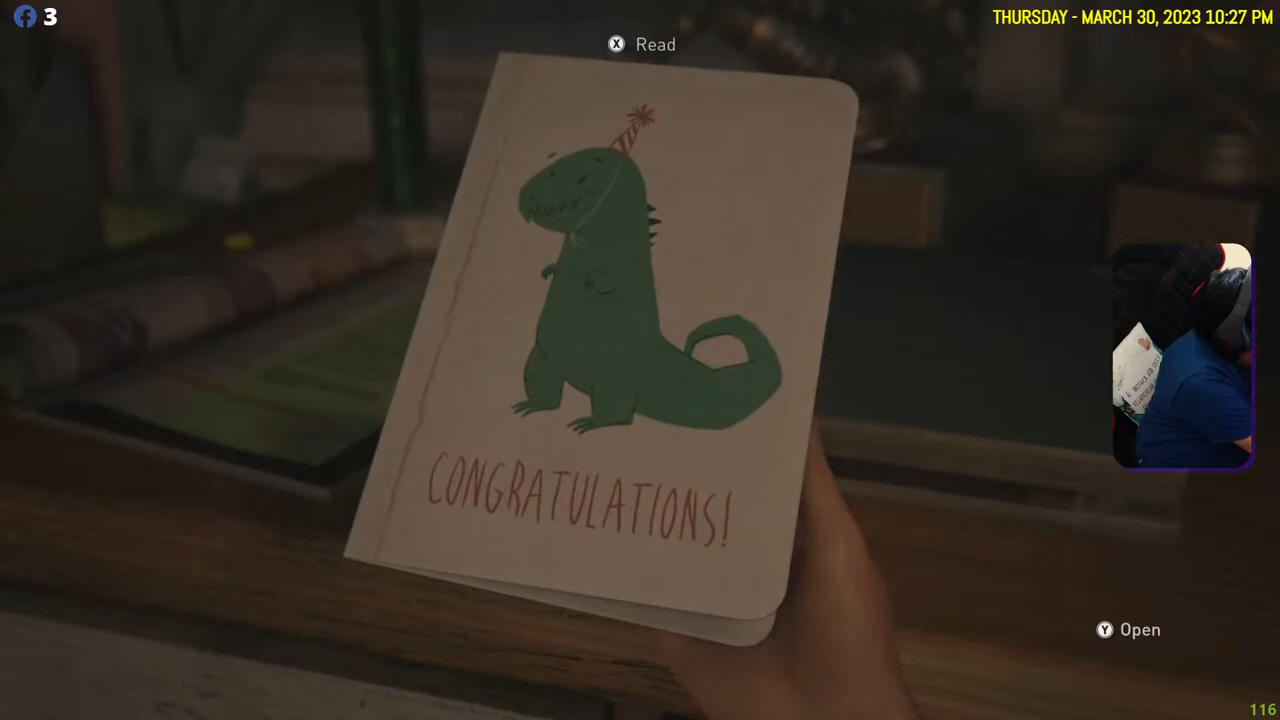 3
THURSDAY - MARCH 30, 2023 10:27 PM
X Read
CONGRATULATIONS!
Y Open
116